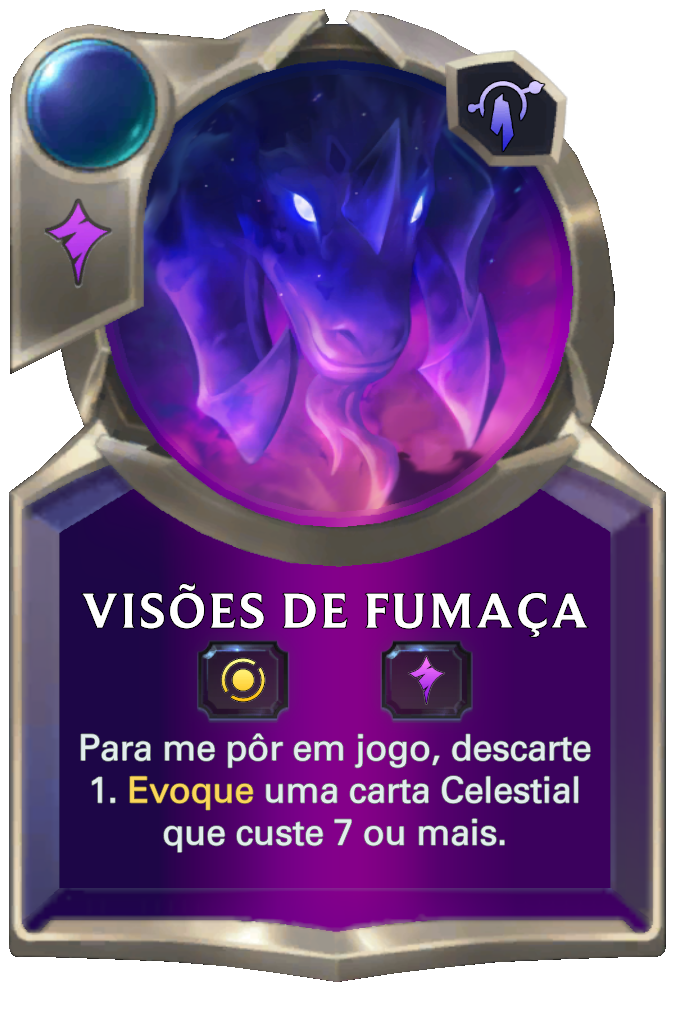 VISÕES DE FUMAÇA
Para me pôr em jogo, descarte
1. Evoque uma carta Celestial
que custe 7 ou mais.